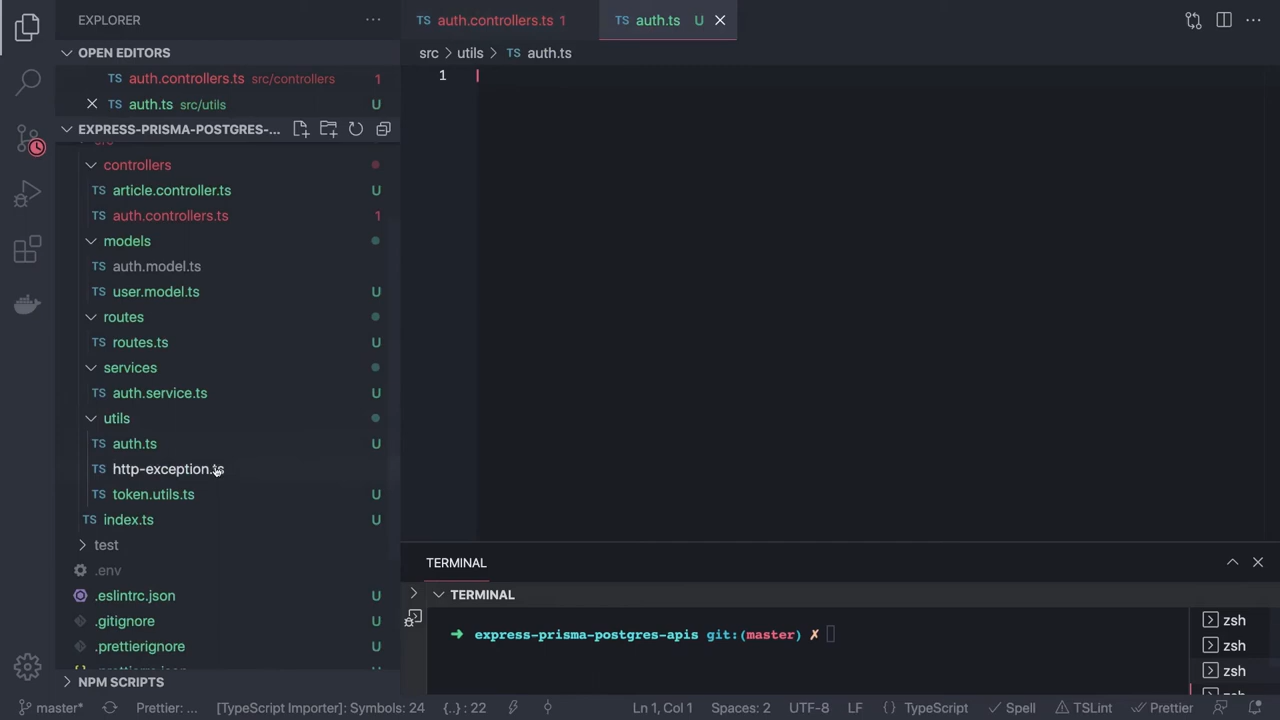 EXPLORER
auth.controllers.ts 1
auth.ts U
OPEN EDITORS
auth.controllers.ts src/controllers 1
auth.ts src/utils U
EXPRESS-PRISMA-POSTGRES-...
src
controllers
article.controller.ts U
auth.controllers.ts 1
models
auth.model.ts
user.model.ts U
routes
routes.ts U
services
auth.service.ts U
utils
auth.ts U
http-exception.ts
token.utils.ts U
index.ts U
test
.env
.eslintrc.json U
.gitignore U
.prettierignore U
NPM SCRIPTS
src > utils > TS auth.ts
1
TERMINAL
TERMINAL
➜ express-prisma-postgres-apis git:(master) ✗
zsh
zsh
zsh
master* Prettier: ... [TypeScript Importer]: Symbols: 24 {..} : 22 Ln 1, Col 1 Spaces: 2 UTF-8 LF {} TypeScript Spell TSLint Prettier